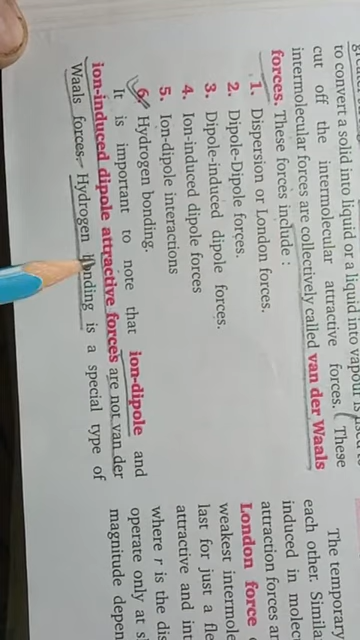 to convert a solid into liquid or a liquid into vapour is used to
cut off the intermolecular attractive forces. These
intermolecular forces are collectively called van der Waals
forces. These forces include :
1. Dispersion or London forces.
2. Dipole-Dipole forces.
3. Dipole-induced dipole forces.
4. Ion-induced dipole forces
5. Ion-dipole interactions
6. Hydrogen bonding.
It is important to note that ion-dipole and
ion-induced dipole attractive forces are not van der
Waals forces. Hydrogen bonding is a special type of
The temporary
each other. Simila
induced in molecu
attraction forces ar
London force
weakest intermol
last for just a fle
attractive and int
where r is the dis
operate only at s
magnitude depen